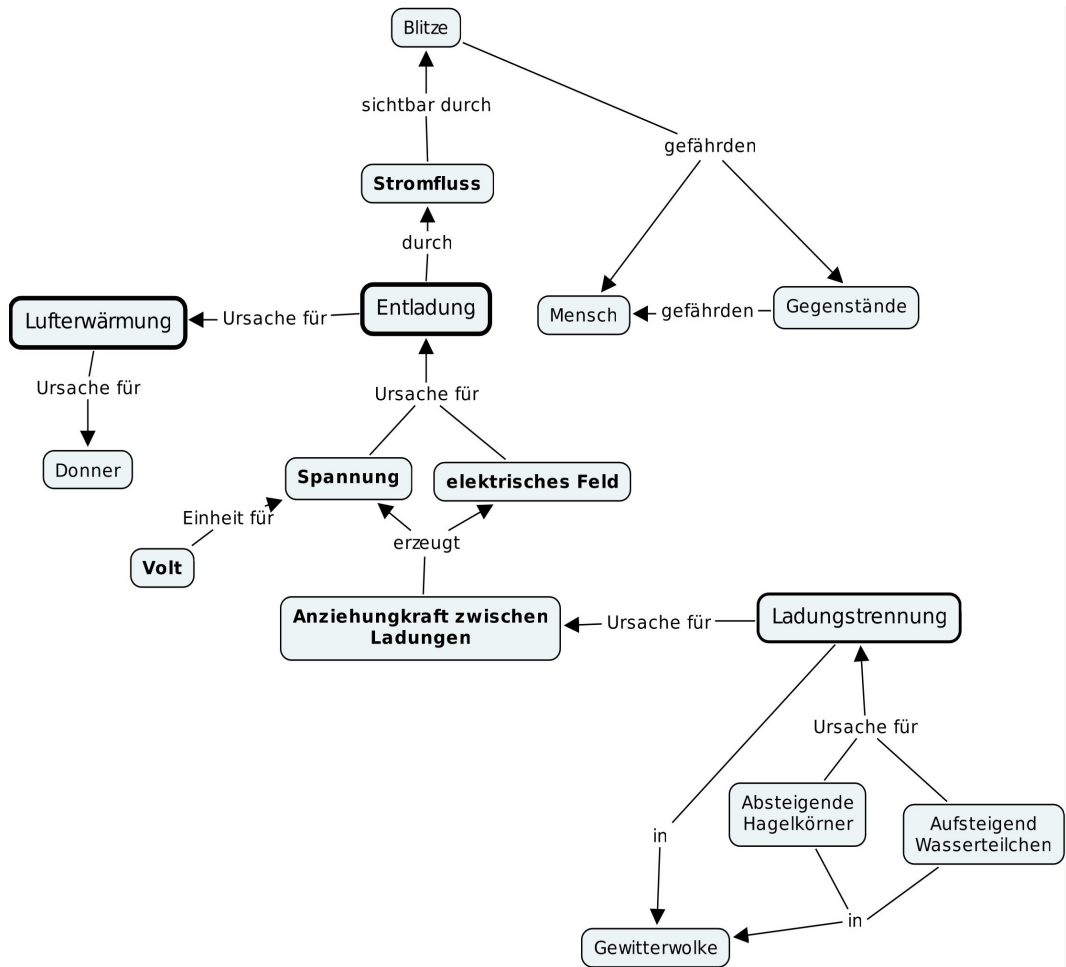 Blitze
sichtbar durch
gefährden
Stromfluss
durch
Lufterwärmung
Ursache für
Entladung
Mensch
gefährden
Gegenstände
Ursache für
Ursache für
Donner
Spannung
elektrisches Feld
Einheit für
erzeugt
Volt
Anziehungkraft zwischen
Ladungen
Ursache für
Ladungstrennung
Ursache für
Absteigende
Hagelkörner
Aufsteigend
Wasserteilchen
in
in
Gewitterwolke